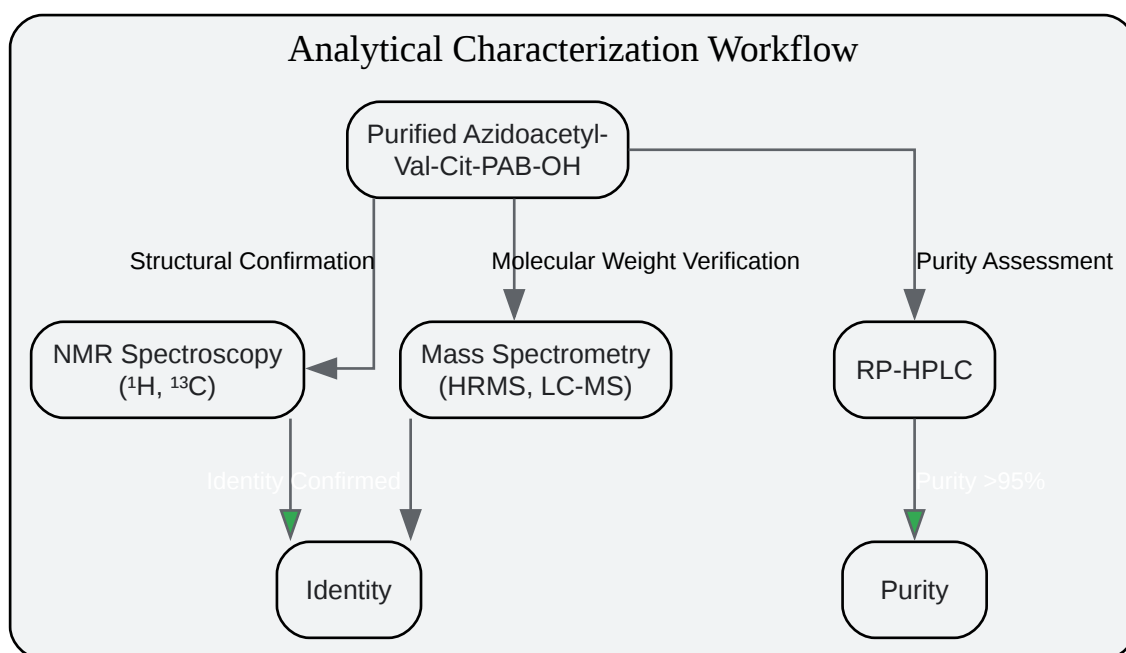 Analytical Characterization Workflow
Purified Azidoacetyl-
Val-Cit-PAB-OH
Structural Confirmation
Molecular Weight Verification
Purity Assessment
NMR Spectroscopy
(¹H, ¹³C)
Mass Spectrometry
(HRMS, LC-MS)
RP-HPLC
Identity Confirmed
Purity >95%
Identity
Purity